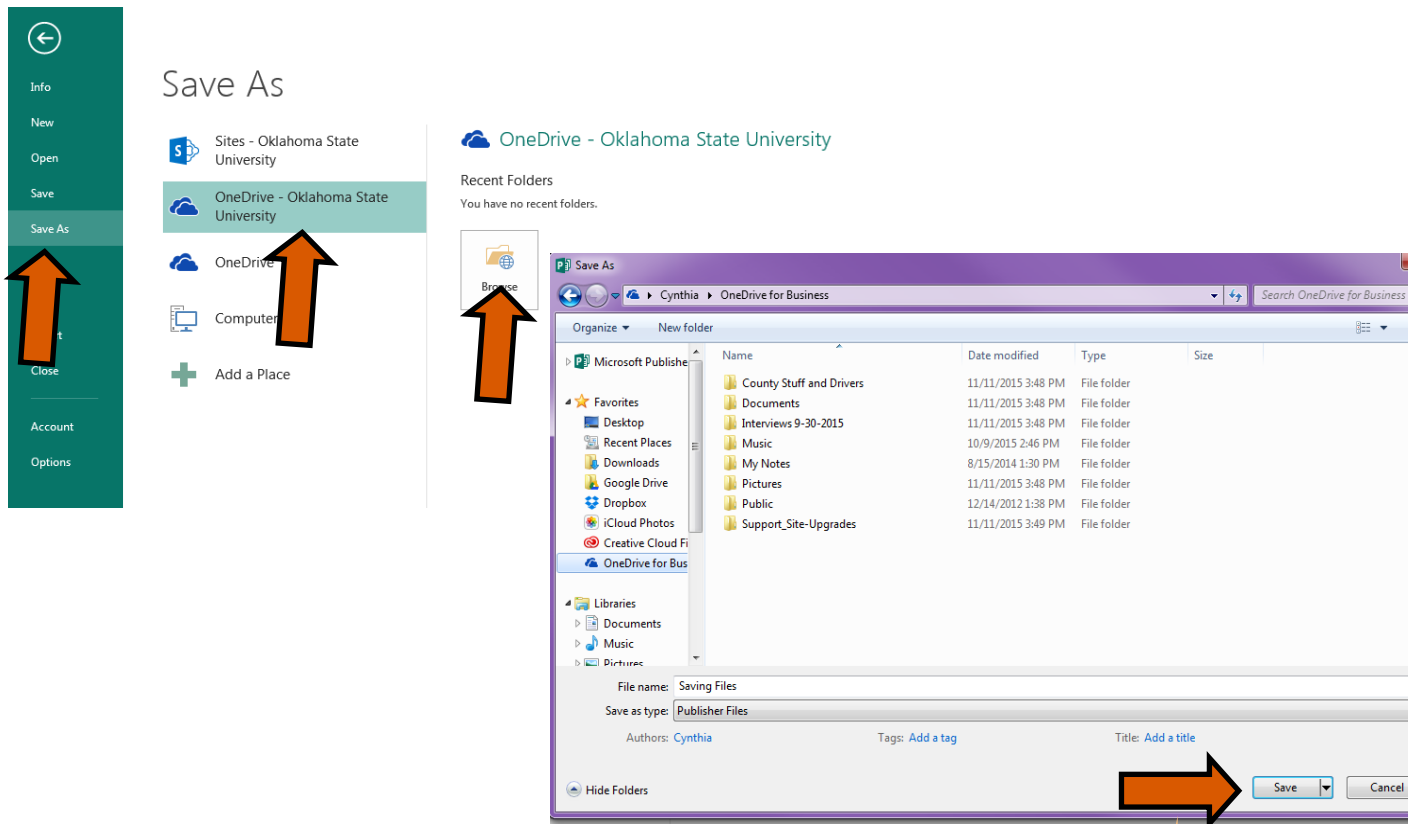 Info
New
Open
Save
Save As
Close
Account
Options
Save As
Sites - Oklahoma State
University
OneDrive - Oklahoma State
University
OneDrive
Computer
Add a Place
OneDrive - Oklahoma State University
Recent Folders
You have no recent folders.
Browse
Save As
Cynthia OneDrive for Business
Search OneDrive for Business
Organize New folder
Microsoft Publishe
Favorites
Desktop
Recent Places
Downloads
Google Drive
Dropbox
iCloud Photos
Creative Cloud Fi
OneDrive for Bus
Libraries
Documents
Music
Pictures
Name Date modified Type Size
County Stuff and Drivers 11/11/2015 3:48 PM File folder
Documents 11/11/2015 3:48 PM File folder
Interviews 9-30-2015 11/11/2015 3:48 PM File folder
Music 10/9/2015 2:46 PM File folder
My Notes 8/15/2014 1:30 PM File folder
Pictures 11/11/2015 3:48 PM File folder
Public 12/14/2012 1:38 PM File folder
Support_Site-Upgrades 11/11/2015 3:49 PM File folder
File name: Saving Files
Save as type: Publisher Files
Authors: Cynthia Tags: Add a tag Title: Add a title
Hide Folders Save Cancel